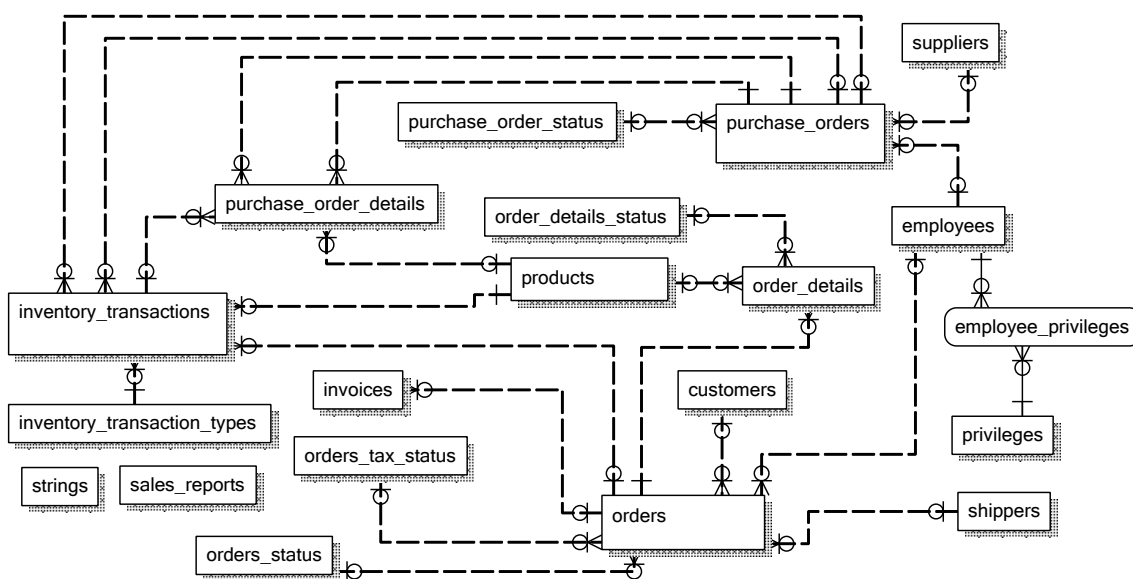 suppliers
purchase_order_status
purchase_orders
purchase_order_details
order_details_status
employees
products
order_details
inventory_transactions
employee_privileges
invoices
customers
inventory_transaction_types
privileges
orders_tax_status
strings
sales_reports
orders
shippers
orders_status